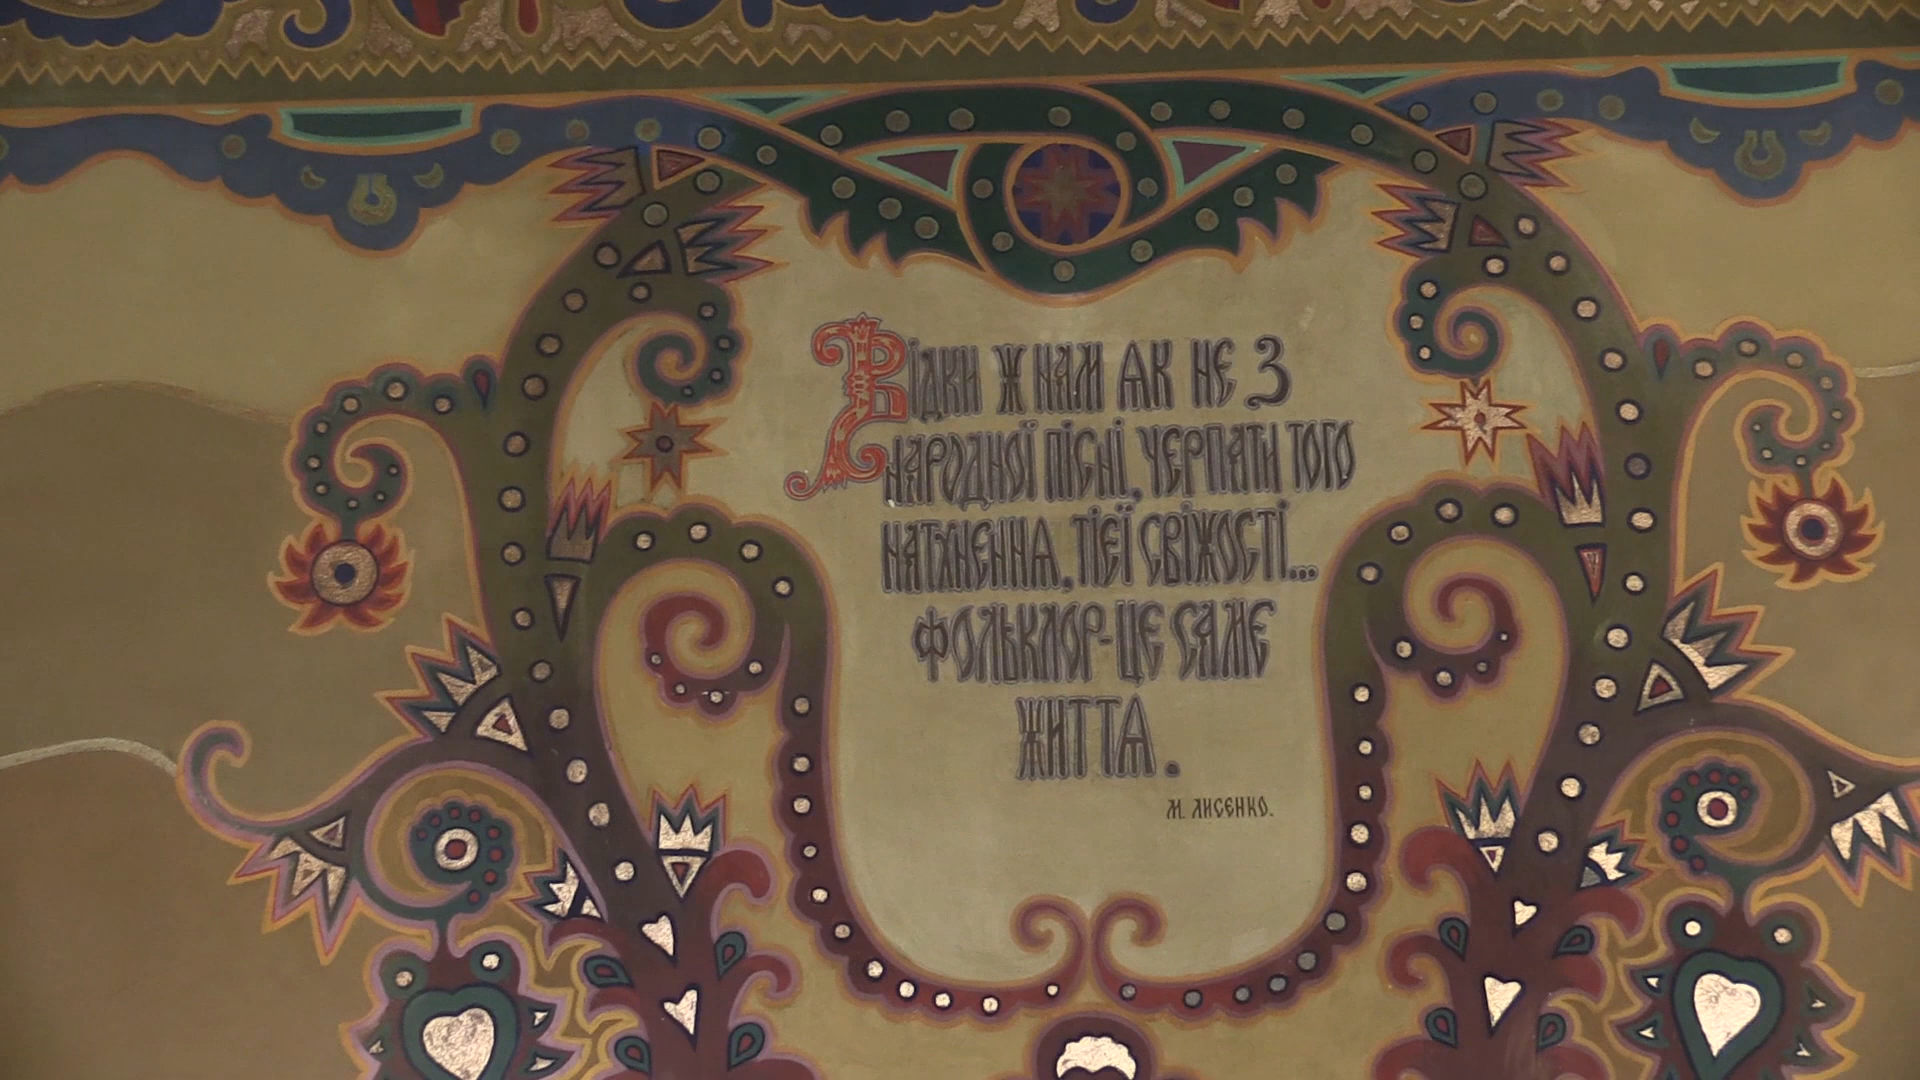 Відки ж нам як не з
народної пісні, черпати того
натхнення, тієї свіжості...
фольклор-це саме
життя.
М. Лисенко.